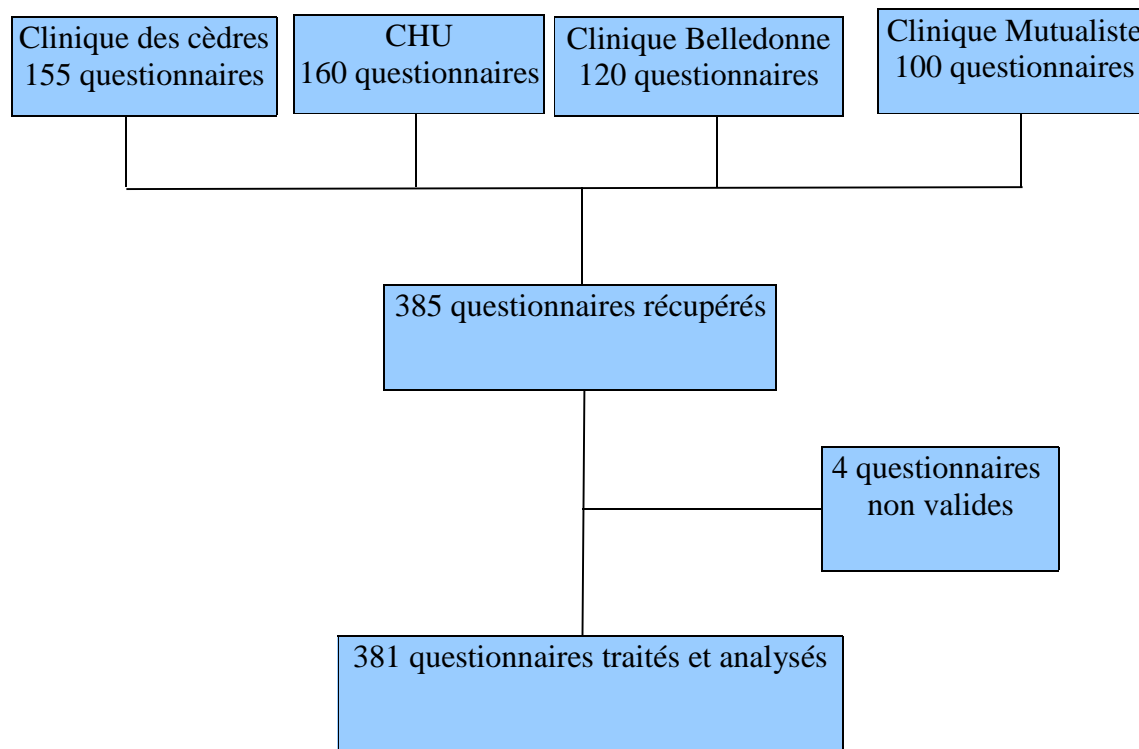 Clinique des cèdres
155 questionnaires
CHU
160 questionnaires
Clinique Belledonne
120 questionnaires
Clinique Mutualiste
100 questionnaires
385 questionnaires récupérés
4 questionnaires
non valides
381 questionnaires traités et analysés